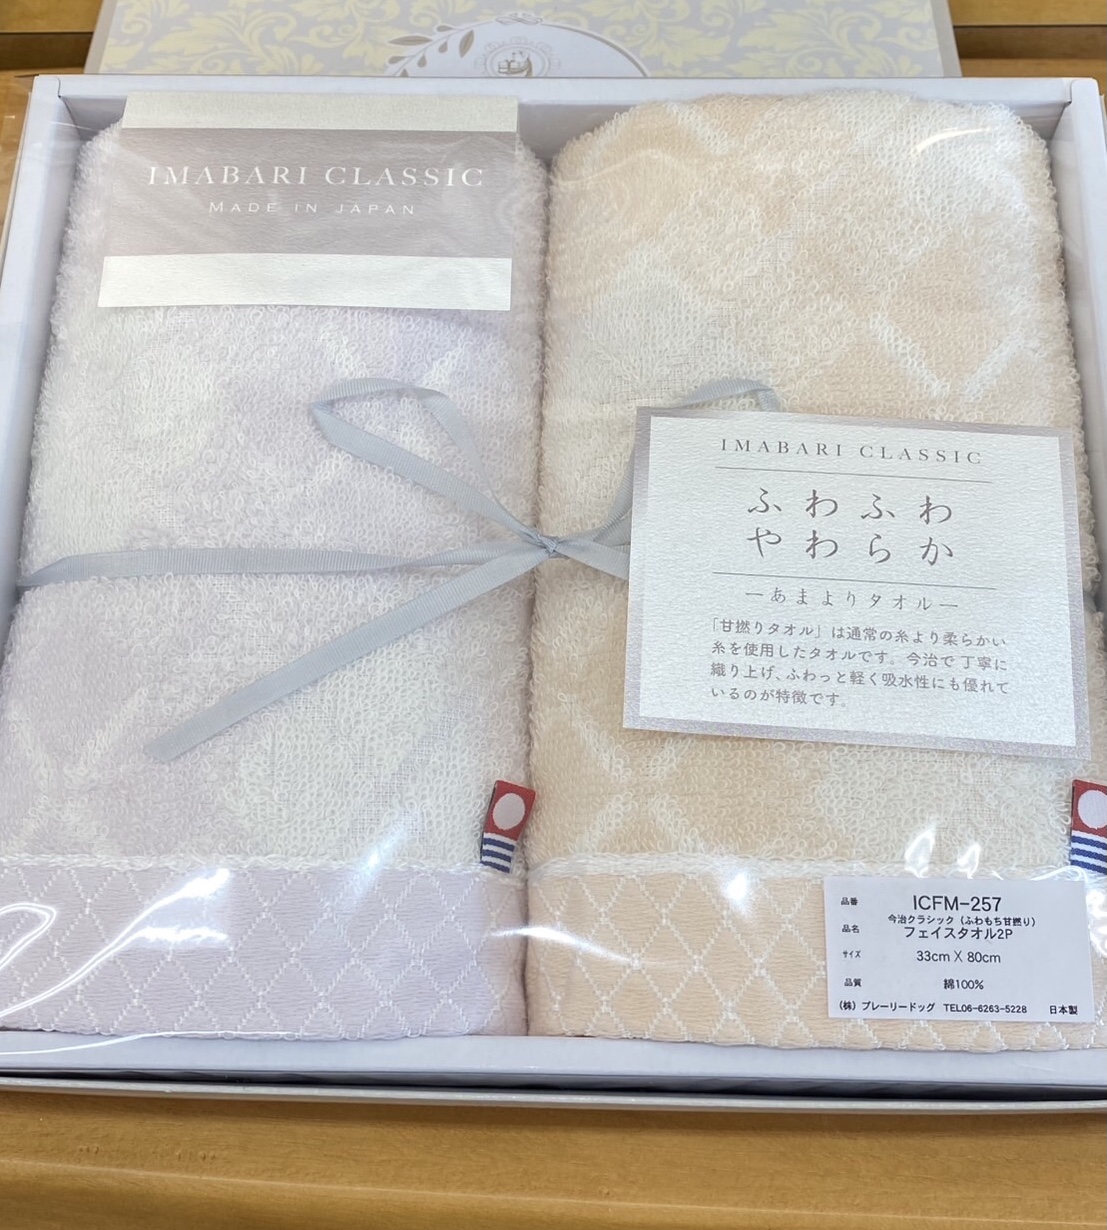 IMABARI CLASSIC
MADE IN JAPAN
IMABARI CLASSIC
ふわふわ
やわらか
―あまよりタオル―
「甘撚りタオル」は通常の糸より柔らかい
糸を使用したタオルです。今治で丁寧に
織り上げ、ふわっと軽く吸水性にも優れて
いるのが特徴です。
品番 ICFM-257
品名 今治クラシック（ふわもち甘撚り）
フェイスタオル2P
サイズ 33cm X 80cm
品質 綿100%
（株）プレーリードッグ TEL06-6263-5228 日本製